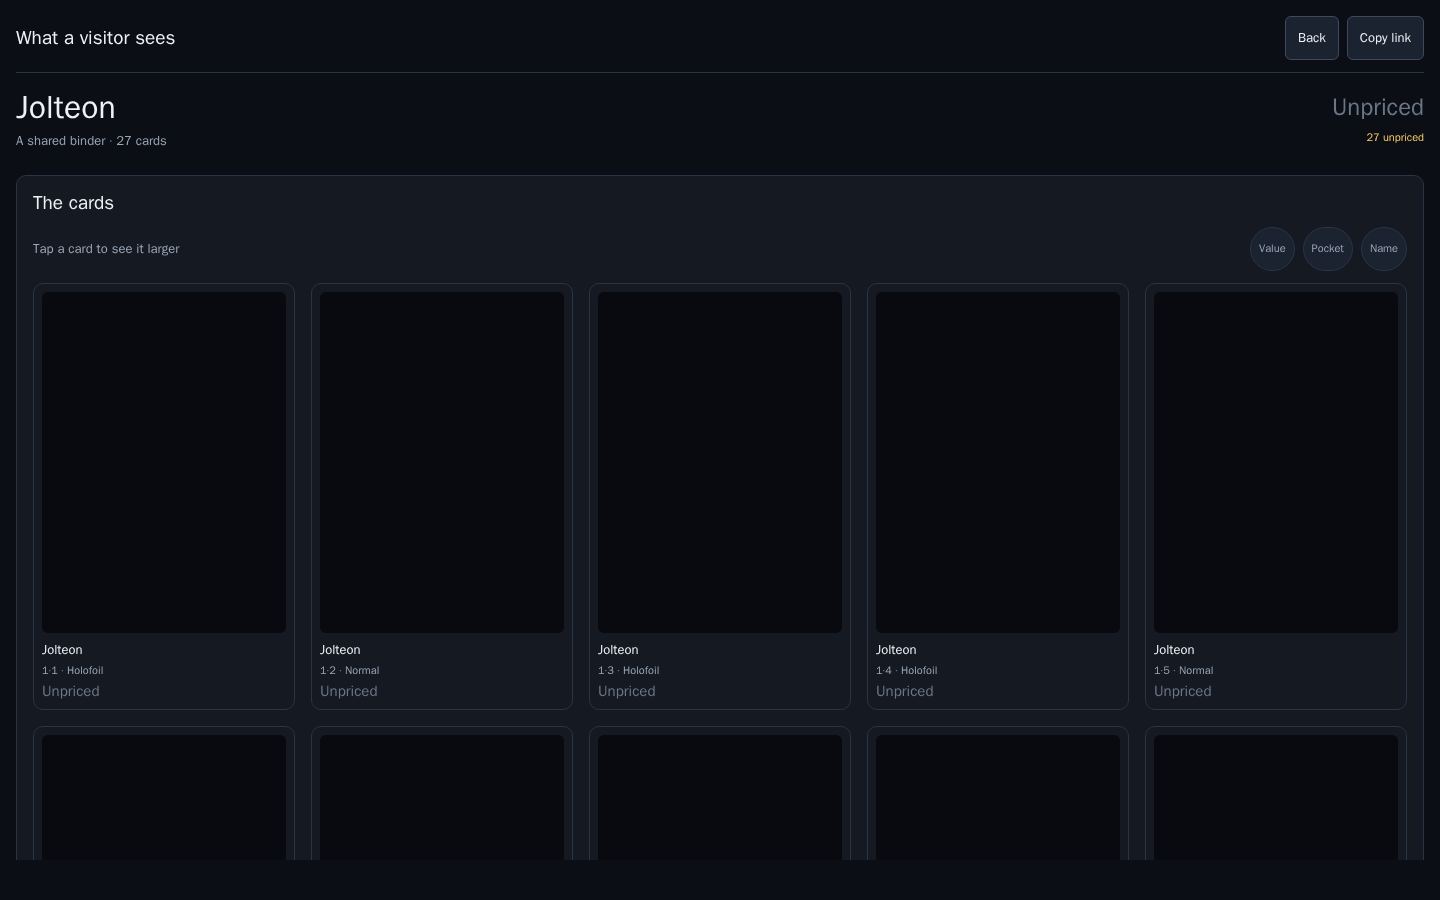 What a visitor sees
Back
Copy link
Jolteon
Unpriced
A shared binder · 27 cards
27 unpriced
The cards
Tap a card to see it larger
Value
Pocket
Name
Jolteon
1·1 · Holofoil
Unpriced
Jolteon
1·2 · Normal
Unpriced
Jolteon
1·3 · Holofoil
Unpriced
Jolteon
1·4 · Holofoil
Unpriced
Jolteon
1·5 · Normal
Unpriced